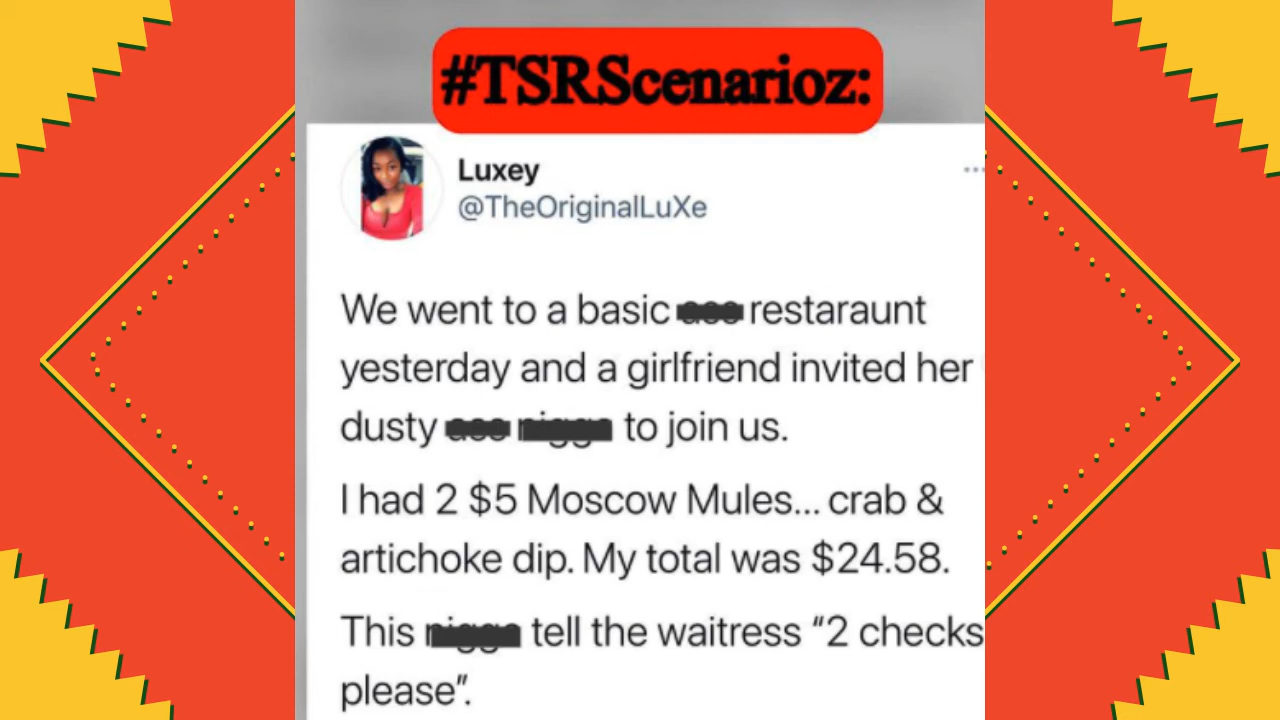 #TSRScenarioz:
Luxey
@TheOriginalLuXe
We went to a basic restaraunt
yesterday and a girlfriend invited her
dusty to join us.
I had 2 $5 Moscow Mules... crab &
artichoke dip. My total was $24.58.
This tell the waitress “2 checks
please”.